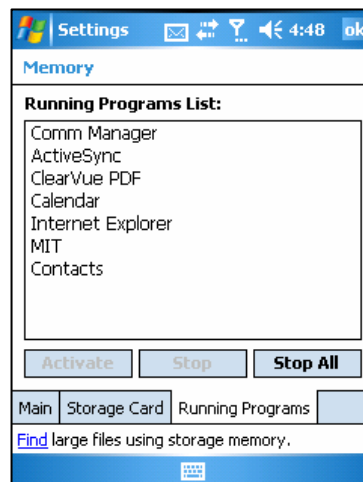 Settings 4:48 ok
Memory
Running Programs List:
Comm Manager
ActiveSync
ClearVue PDF
Calendar
Internet Explorer
MIT
Contacts
Activate Stop Stop All
Main Storage Card Running Programs
Find large files using storage memory.